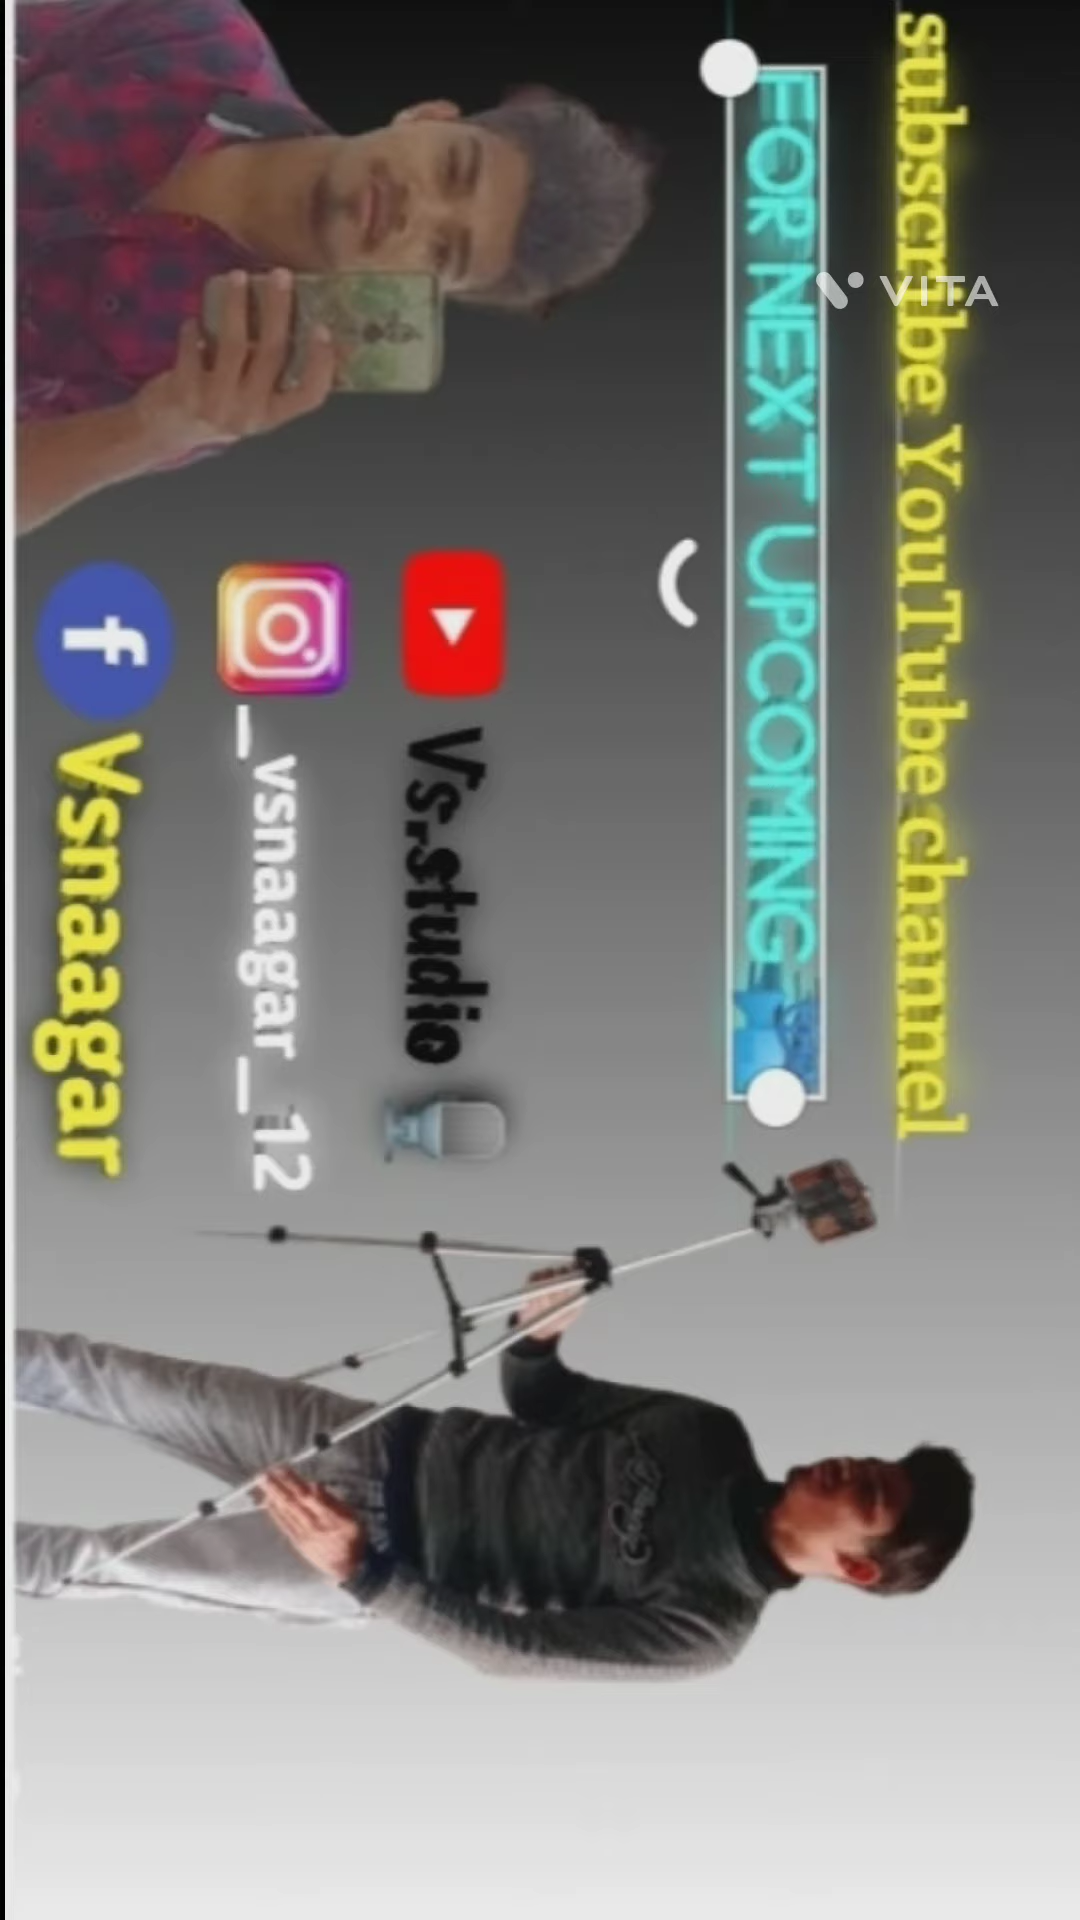 subscribe YouTube channel
FOR NEXT UPCOMING
Vs.studio
_vsnaagar_12
Vsnaagar
VITA